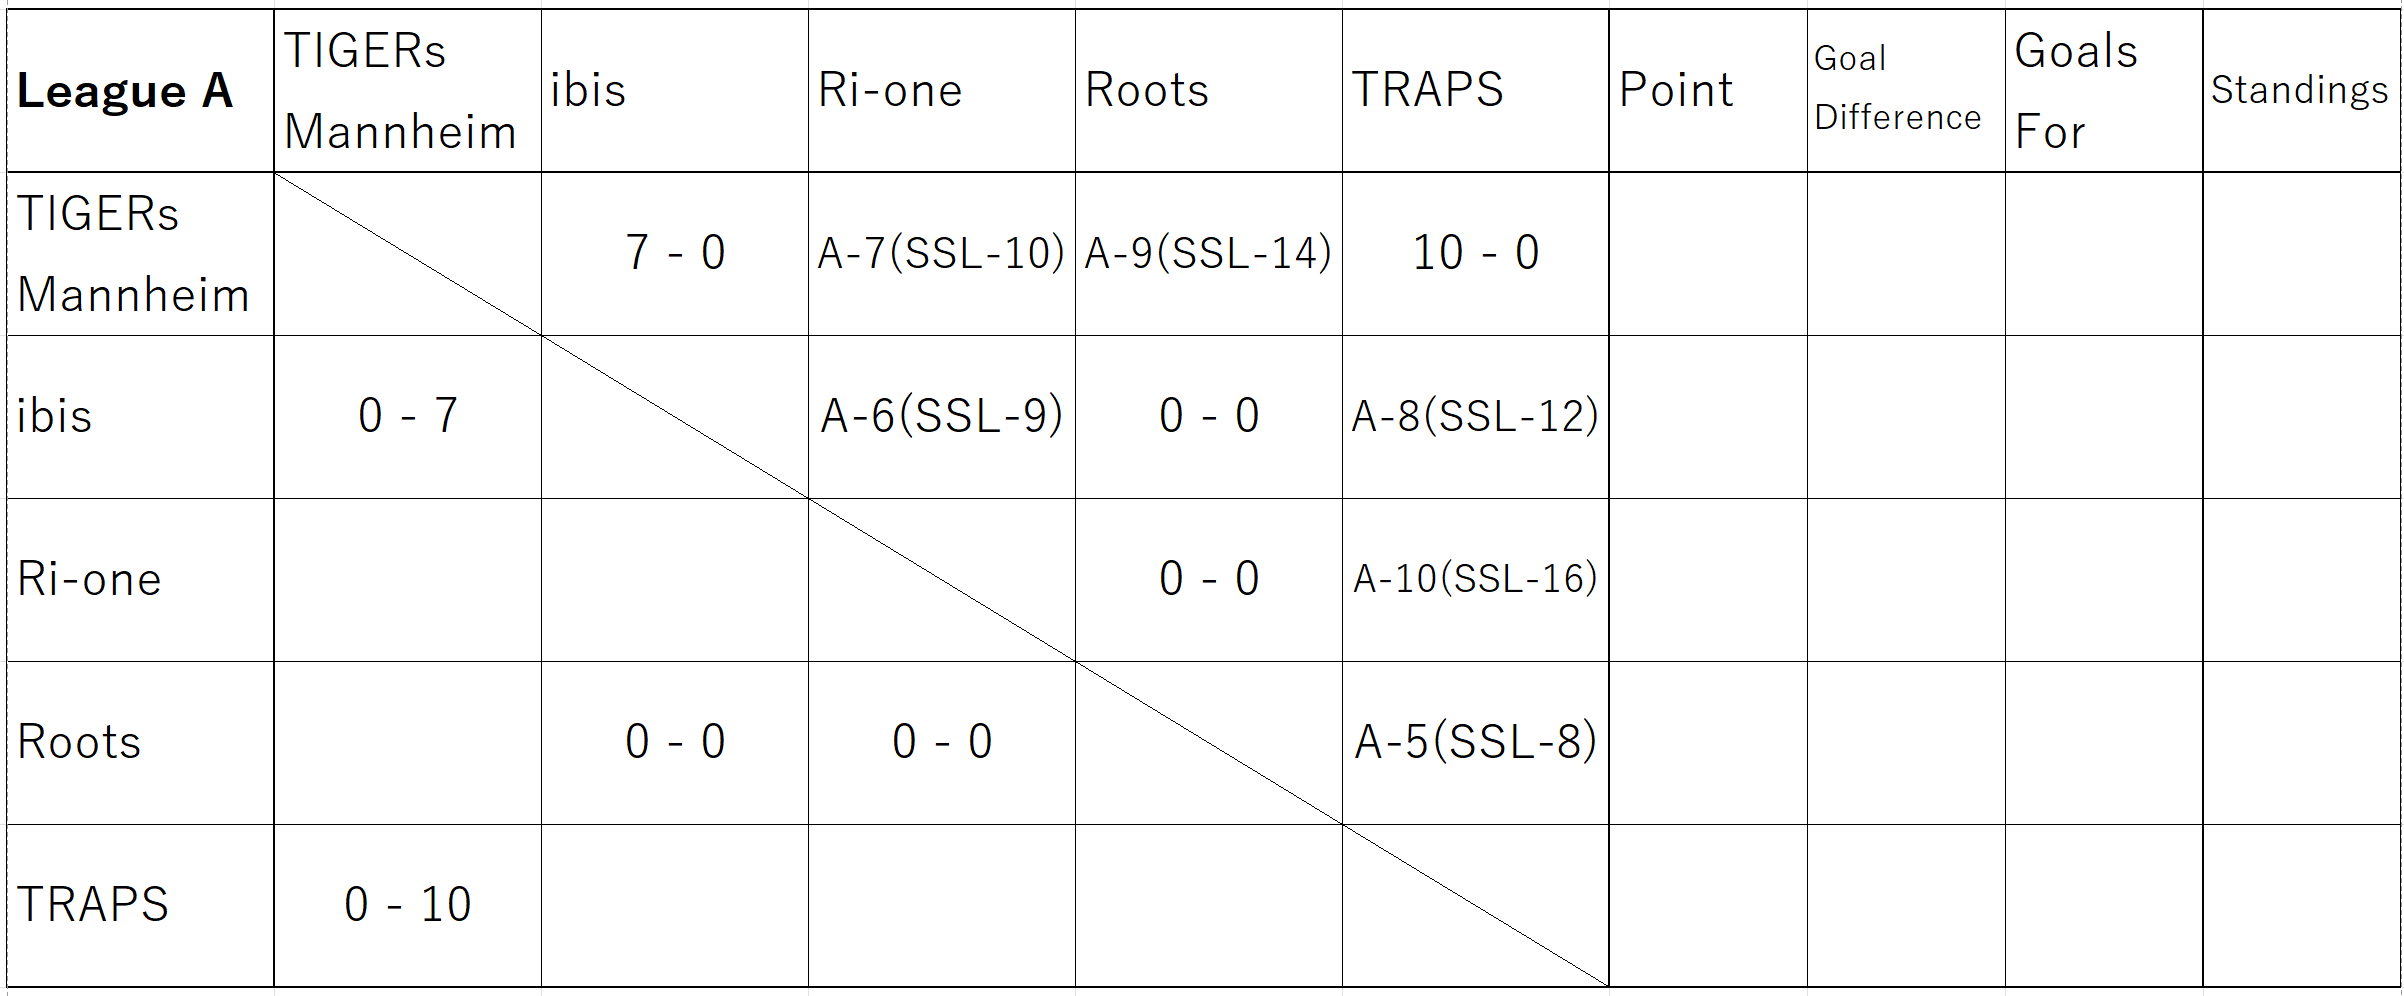 League A
TIGERs
Mannheim
ibis
Ri-one
Roots
TRAPS
Point
Goal
Difference
Goals
For
Standings
TIGERs
Mannheim
7 - 0
A-7(SSL-10)
A-9(SSL-14)
10 - 0
ibis
0 - 7
A-6(SSL-9)
0 - 0
A-8(SSL-12)
Ri-one
0 - 0
A-10(SSL-16)
Roots
0 - 0
0 - 0
A-5(SSL-8)
TRAPS
0 - 10